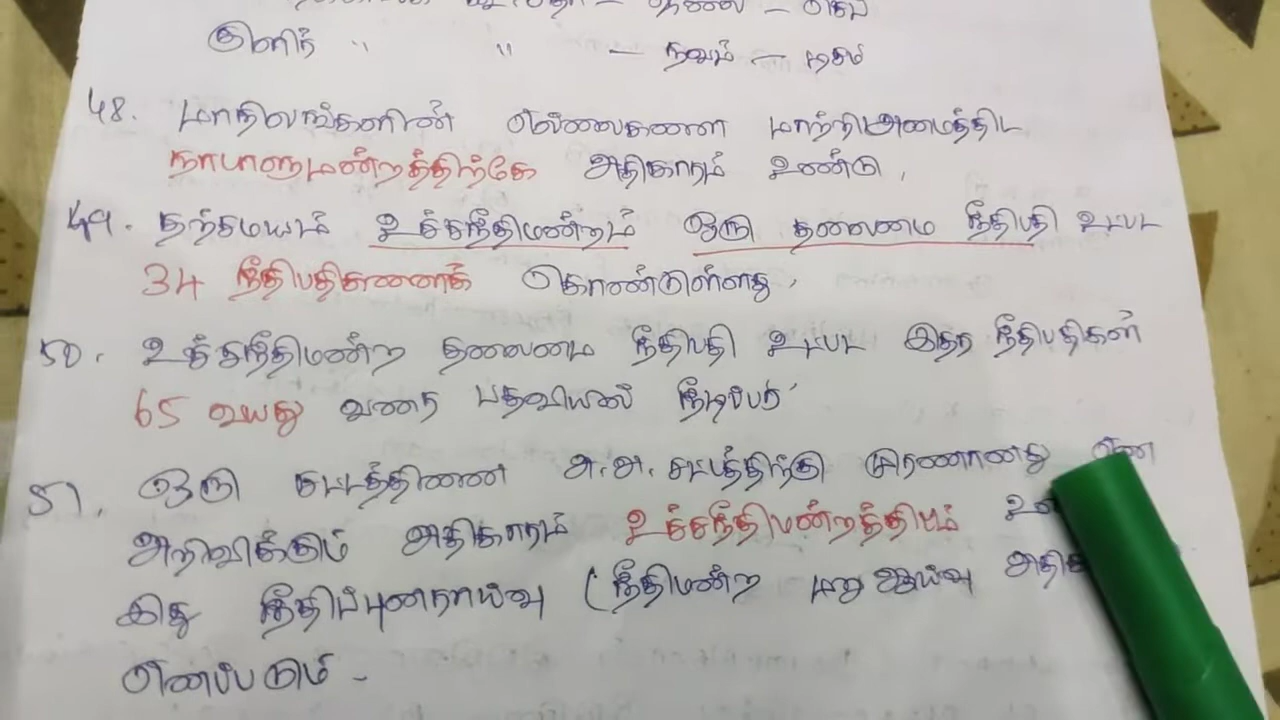 குளிர் " " —
48. மாநிலங்களின் எல்லைகளை மாற்றிஅமைத்திட
நாடாளுமன்றத்திற்கே அதிகாரம் உண்டு.
49. தற்சமயம் உச்சநீதிமன்றம் ஒரு தலைமை நீதிபதி உட்பட
34 நீதிபதிகளைக் கொண்டுள்ளது.
50. உச்சநீதிமன்ற தலைமை நீதிபதி உட்பட இதர நீதிபதிகள்
65 வயது வரை பதவியில் நீடிப்பர்
51. ஒரு சட்டத்தினை அ.அ. சட்டத்திற்கு முரணானது என
அறிவிக்கும் அதிகாரம் உச்சநீதிமன்றத்திடம்
இது நீதிப்புனராய்வு (நீதிமன்ற மறு ஆய்வு
எனப்படும் -